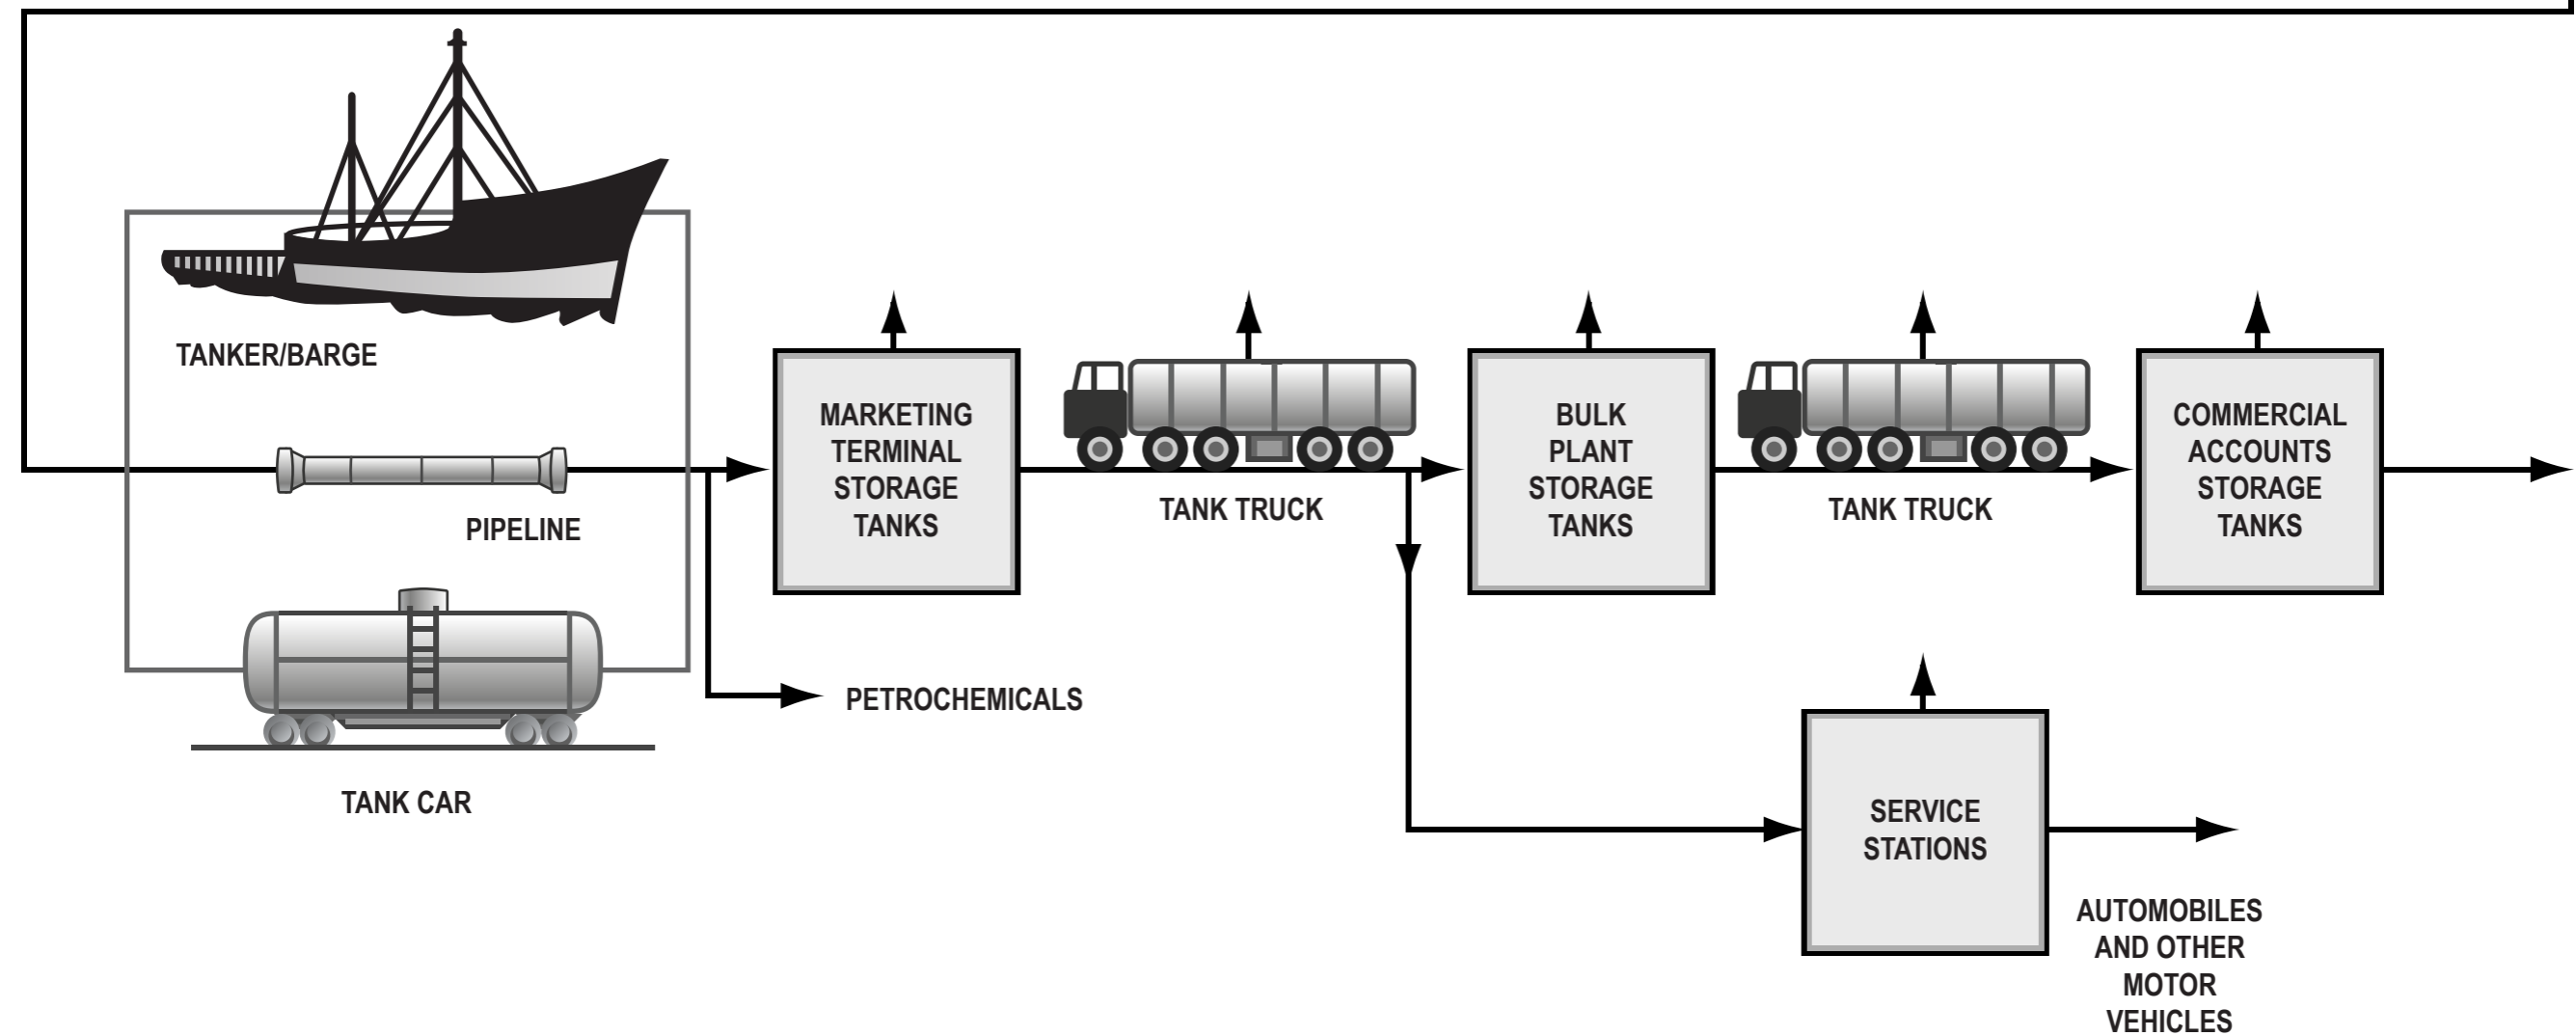 TANKER/BARGE
PIPELINE
TANK CAR
PETROCHEMICALS
MARKETING
TERMINAL
STORAGE
TANKS
TANK TRUCK
BULK
PLANT
STORAGE
TANKS
TANK TRUCK
COMMERCIAL
ACCOUNTS
STORAGE
TANKS
SERVICE
STATIONS
AUTOMOBILES
AND OTHER
MOTOR
VEHICLES